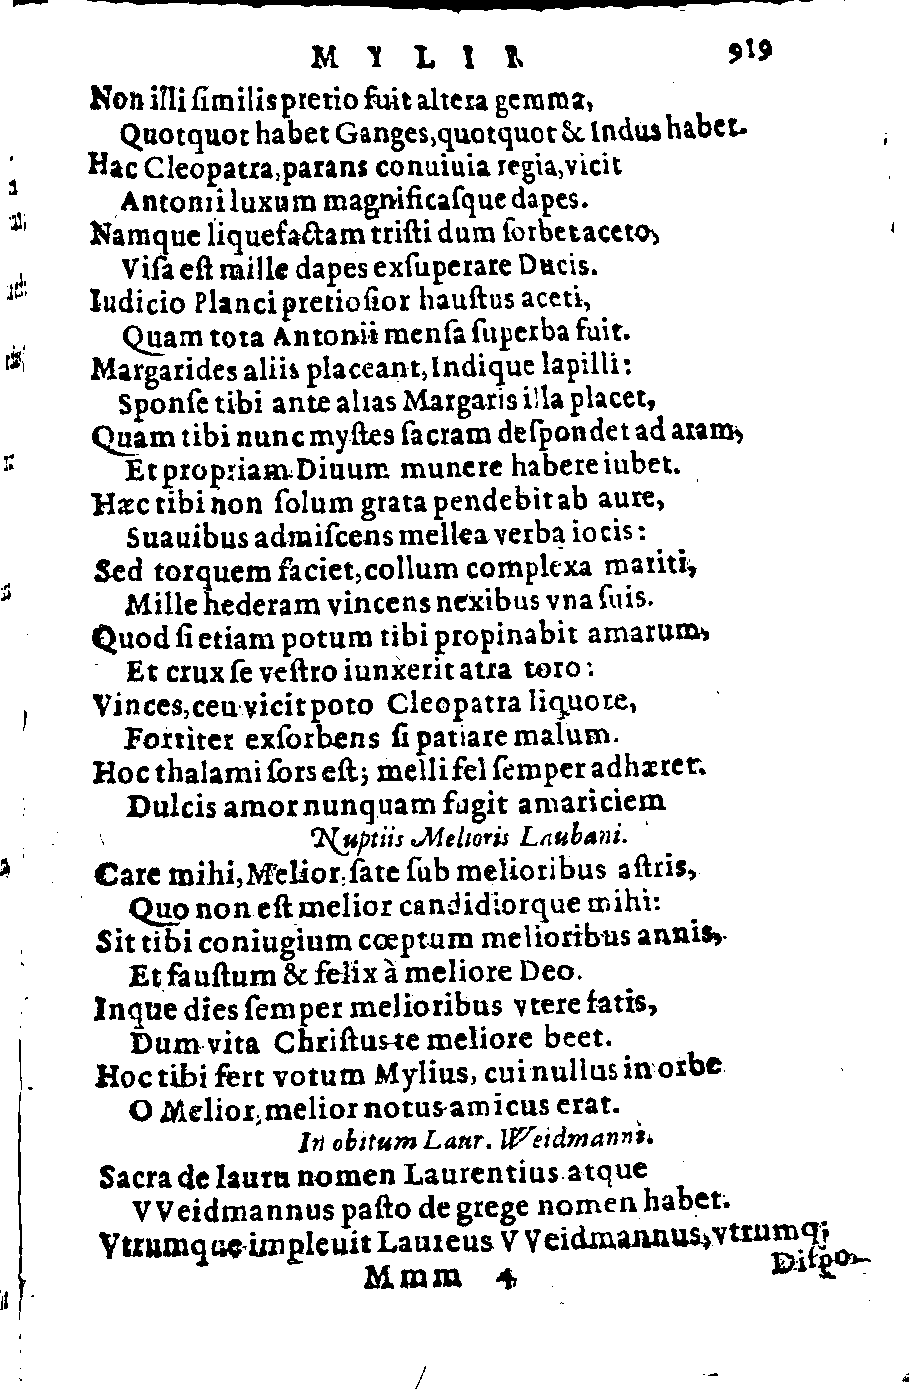 MYLII 919
Non illi ſimilis pretio fuit altera gemma,
Quotquot habet Ganges, quotquot & Indus habet.
Hac Cleopatra, parans conuiuia regia, vicit
Antonii luxum magnificaſque dapes.
Namque liquefactam triſti dum ſorbet aceto,
Viſa eſt mille dapes exſuperare Ducis.
Iudicio Planci pretioſior hauſtus aceti,
Quam tota Antonii menſa ſuperba fuit.
Margarides aliis placeant, Indique lapilli:
Sponſe tibi ante alias Margaris illa placet,
Quam tibi nunc myſtes ſacram deſpondet ad aram,
Et propriam Diuum munere habere iubet.
Hæc tibi non ſolum grata pendebit ab aure,
Suauibus admiſcens mellea verba iocis:
Sed torquem faciet, collum complexa mariti,
Mille hederam vincens nexibus vna ſuis.
Quod ſi etiam potum tibi propinabit amarum,
Et crux ſe veſtro iunxerit atra toro:
Vinces, ceu vicit poto Cleopatra liquore,
Fortiter exſorbens ſi patiare malum.
Hoc thalami ſors eſt; melli fel ſemper adhæret.
Dulcis amor nunquam fugit amariciem
Nuptiis Melioris Laubani.
Care mihi, Melior, ſate ſub melioribus aſtris,
Quo non eſt melior candidiorque mihi:
Sit tibi coniugium cœptum melioribus annis,
Et fauſtum & felix à meliore Deo.
Inque dies ſemper melioribus vtere fatis,
Dum vita Chriſtus te meliore beet.
Hoc tibi fert votum Mylius, cui nullus in orbe
O Melior, melior notus amicus erat.
In obitum Laur. Weidmanni.
Sacra de lauru nomen Laurentius atque
VVeidmannus paſto de grege nomen habet.
Vtrumque impleuit Laureus VVeidmannus, vtrumq;
Mmm 4 Diſpo-